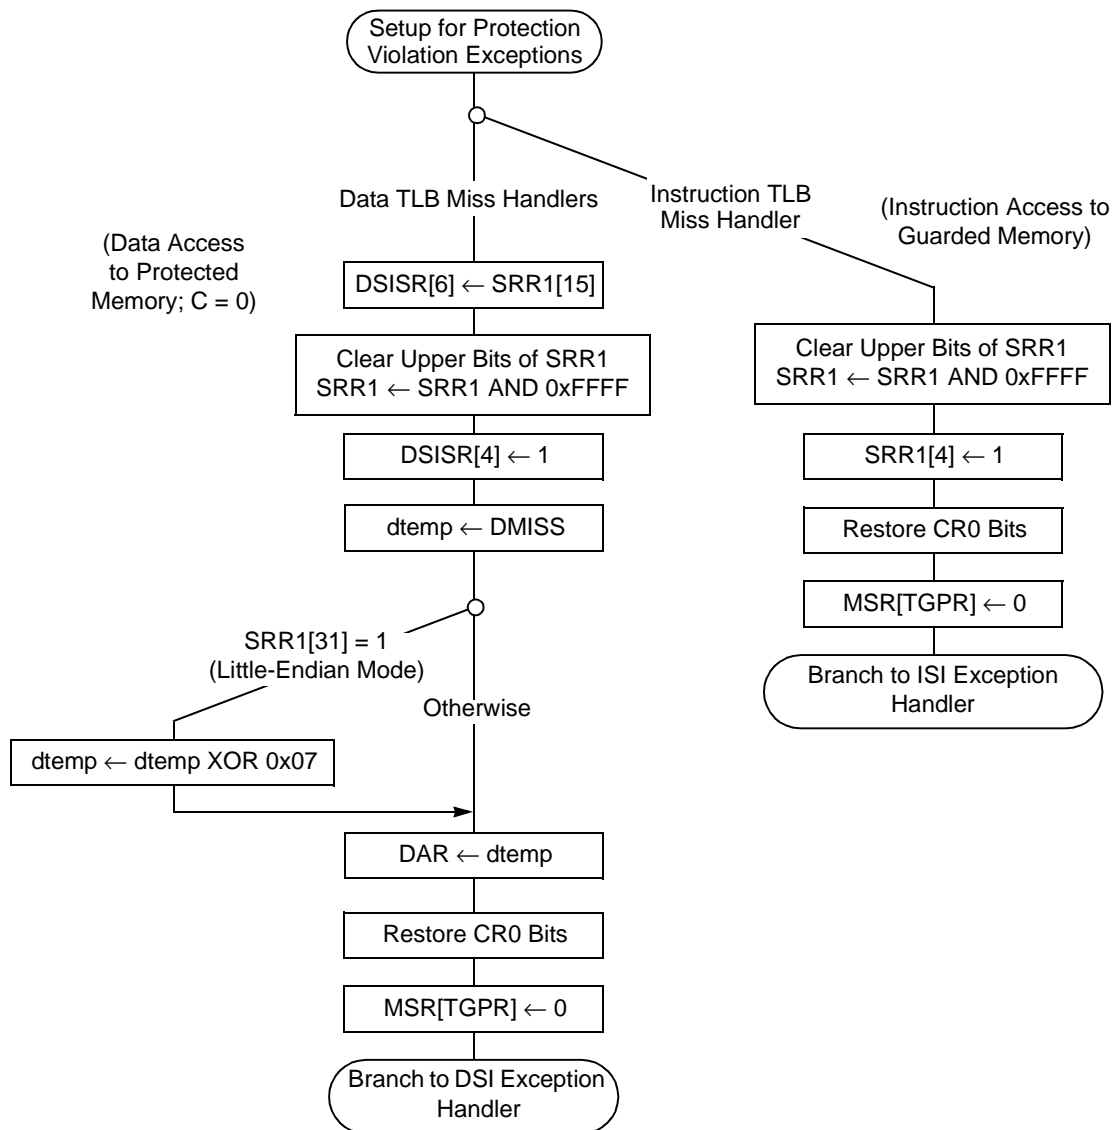 Setup for Protection
Violation Exceptions
Data TLB Miss Handlers
Instruction TLB
Miss Handler
(Instruction Access to
Guarded Memory)
(Data Access
to Protected
Memory; C = 0)
DSISR[6] ← SRR1[15]
Clear Upper Bits of SRR1
SRR1 ← SRR1 AND 0xFFFF
DSISR[4] ← 1
dtemp ← DMISS
Clear Upper Bits of SRR1
SRR1 ← SRR1 AND 0xFFFF
SRR1[4] ← 1
Restore CR0 Bits
MSR[TGPR] ← 0
Branch to ISI Exception
Handler
SRR1[31] = 1
(Little-Endian Mode)
Otherwise
dtemp ← dtemp XOR 0x07
DAR ← dtemp
Restore CR0 Bits
MSR[TGPR] ← 0
Branch to DSI Exception
Handler